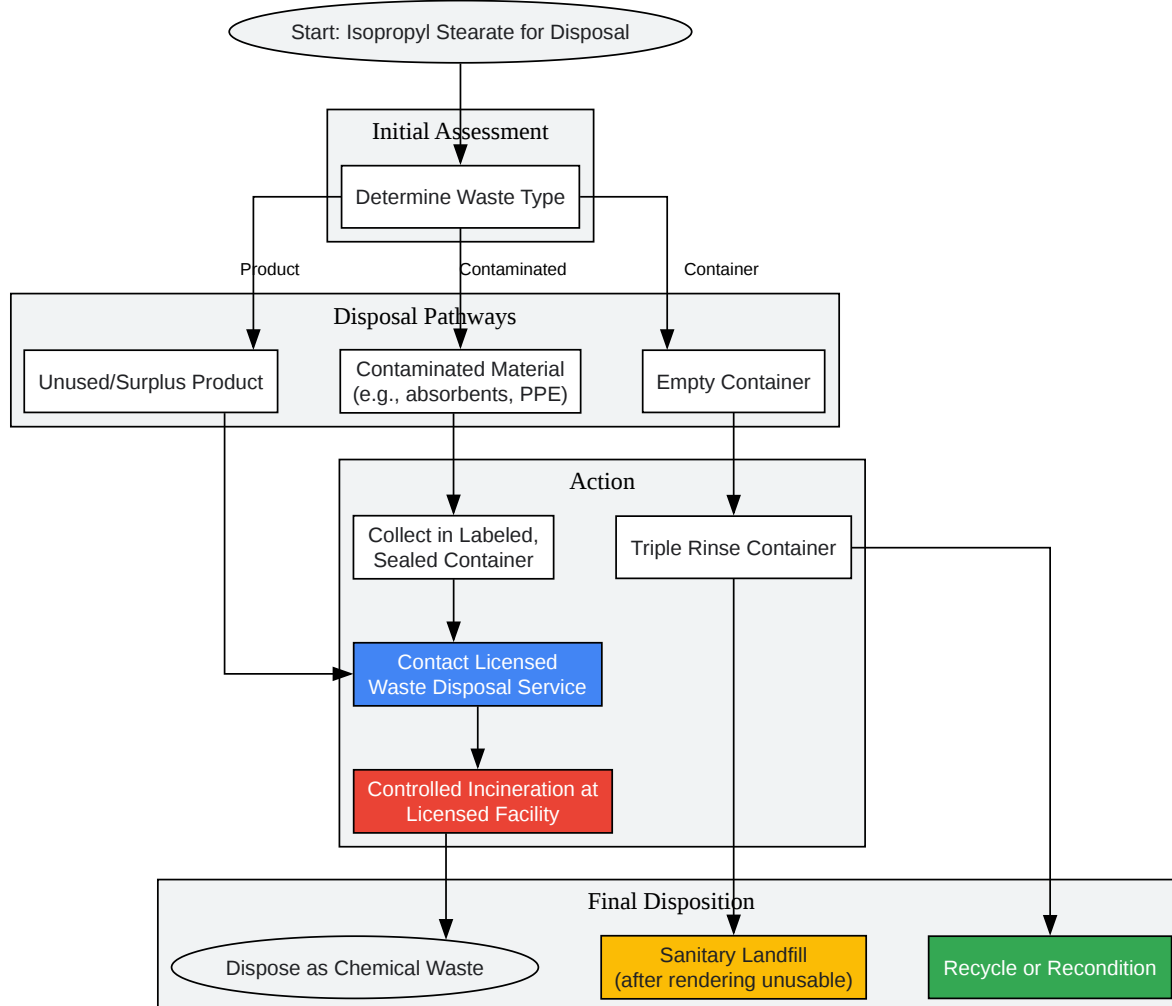 Start: Isopropyl Stearate for Disposal
Initial Assessment
Determine Waste Type
Product
Contaminated
Container
Disposal Pathways
Unused/Surplus Product
Contaminated Material
(e.g., absorbents, PPE)
Empty Container
Action
Collect in Labeled,
Sealed Container
Triple Rinse Container
Contact Licensed
Waste Disposal Service
Controlled Incineration at
Licensed Facility
Final Disposition
Dispose as Chemical Waste
Sanitary Landfill
(after rendering unusable)
Recycle or Recondition